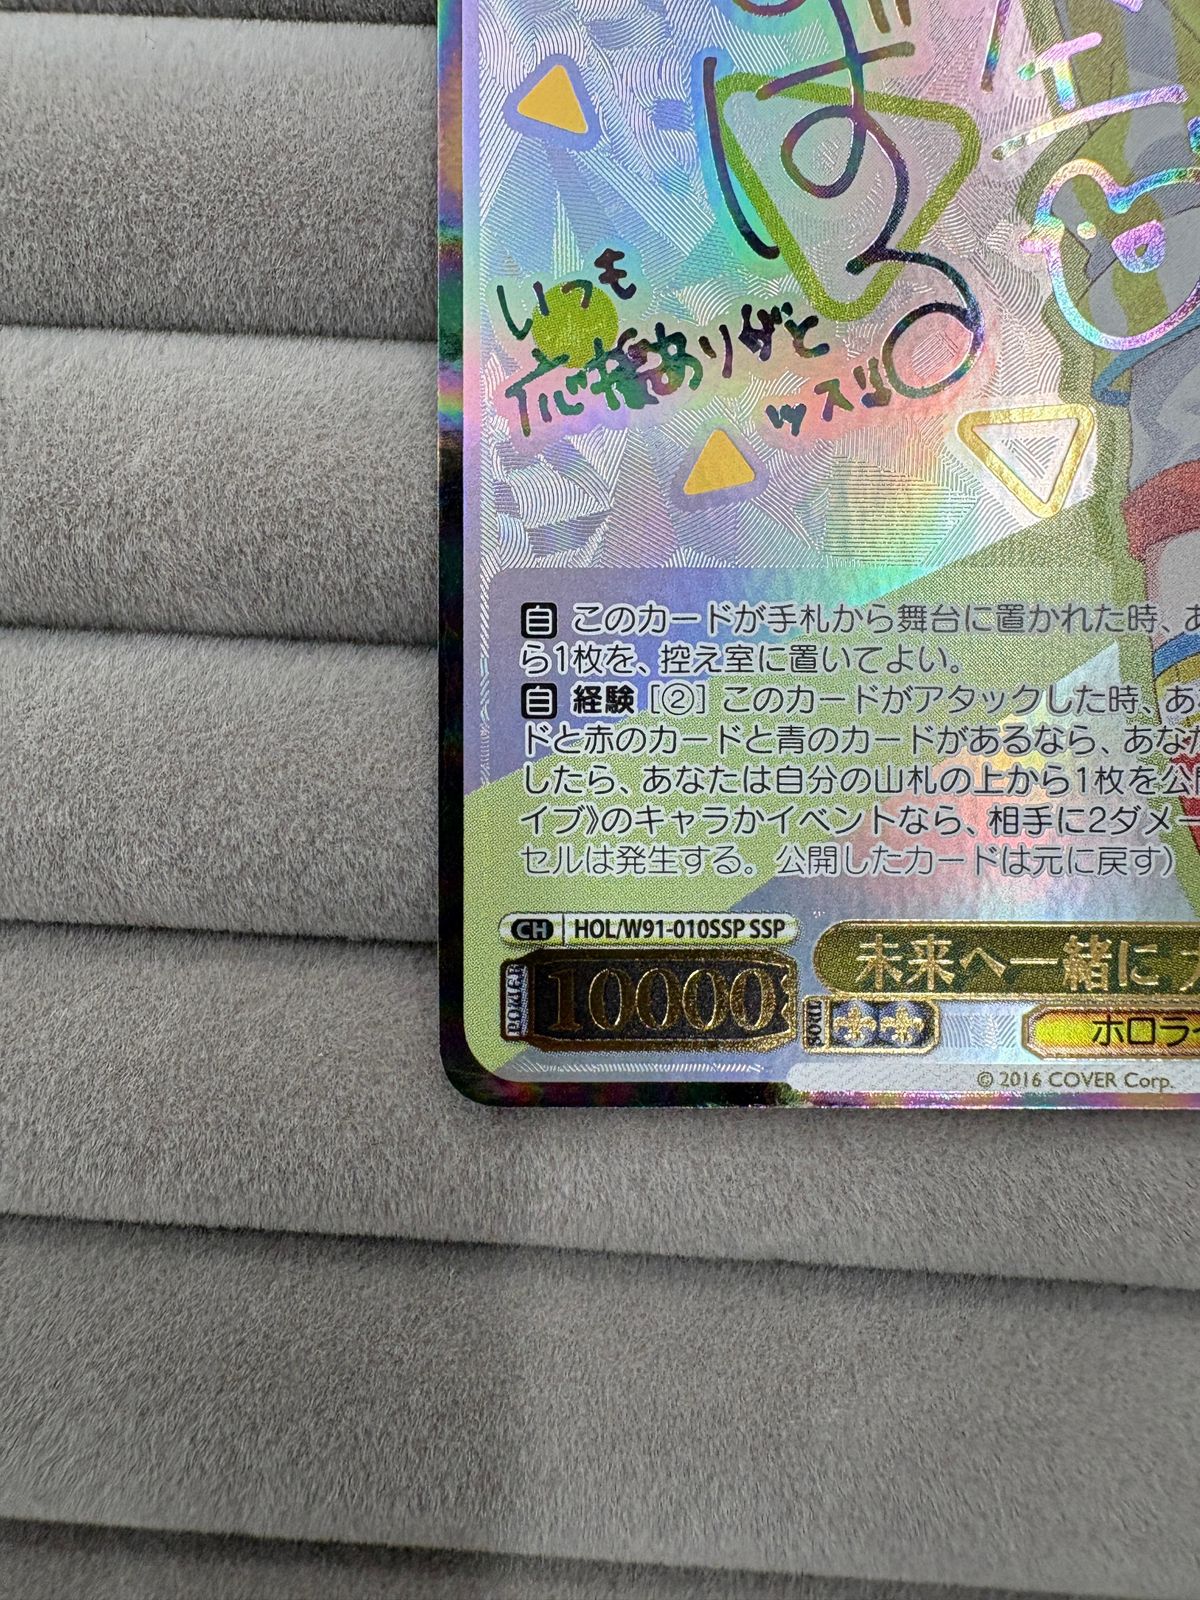 いつも
応援ありがと
ッス!!
自 このカードが手札から舞台に置かれた時、あ
ら1枚を、控え室に置いてよい。
自 経験 [②] このカードがアタックした時、あ
ドと赤のカードと青のカードがあるなら、あなた
したら、あなたは自分の山札の上から1枚を公開
イブ》のキャラかイベントなら、相手に2ダメー
セルは発生する。公開したカードは元に戻す)
CH HOL/W91-010SSP SSP
未来へ一緒に
POWER 10000
SOUL
ホロラ
© 2016 COVER Corp.